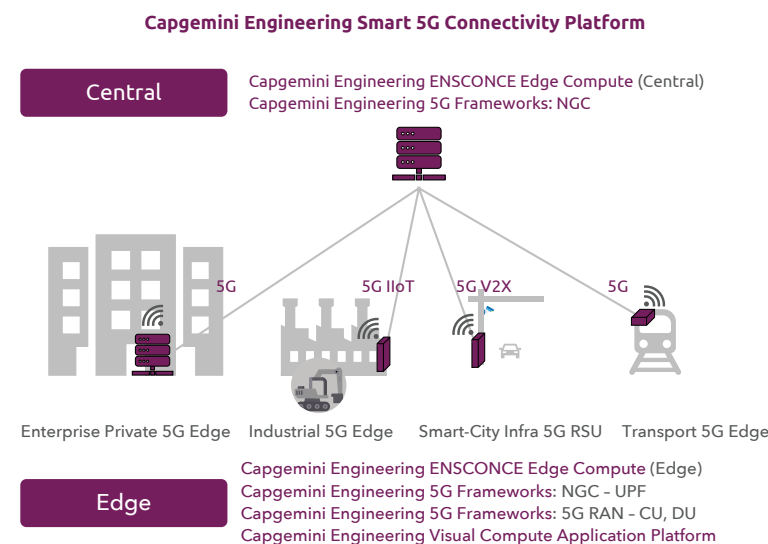 Capgemini Engineering Smart 5G Connectivity Platform
Central
Capgemini Engineering ENSCONCE Edge Compute (Central)
Capgemini Engineering 5G Frameworks: NGC
5G
5G IIoT
5G V2X
5G
Enterprise Private 5G Edge
Industrial 5G Edge
Smart-City Infra 5G RSU
Transport 5G Edge
Edge
Capgemini Engineering ENSCONCE Edge Compute (Edge)
Capgemini Engineering 5G Frameworks: NGC – UPF
Capgemini Engineering 5G Frameworks: 5G RAN – CU, DU
Capgemini Engineering Visual Compute Application Platform